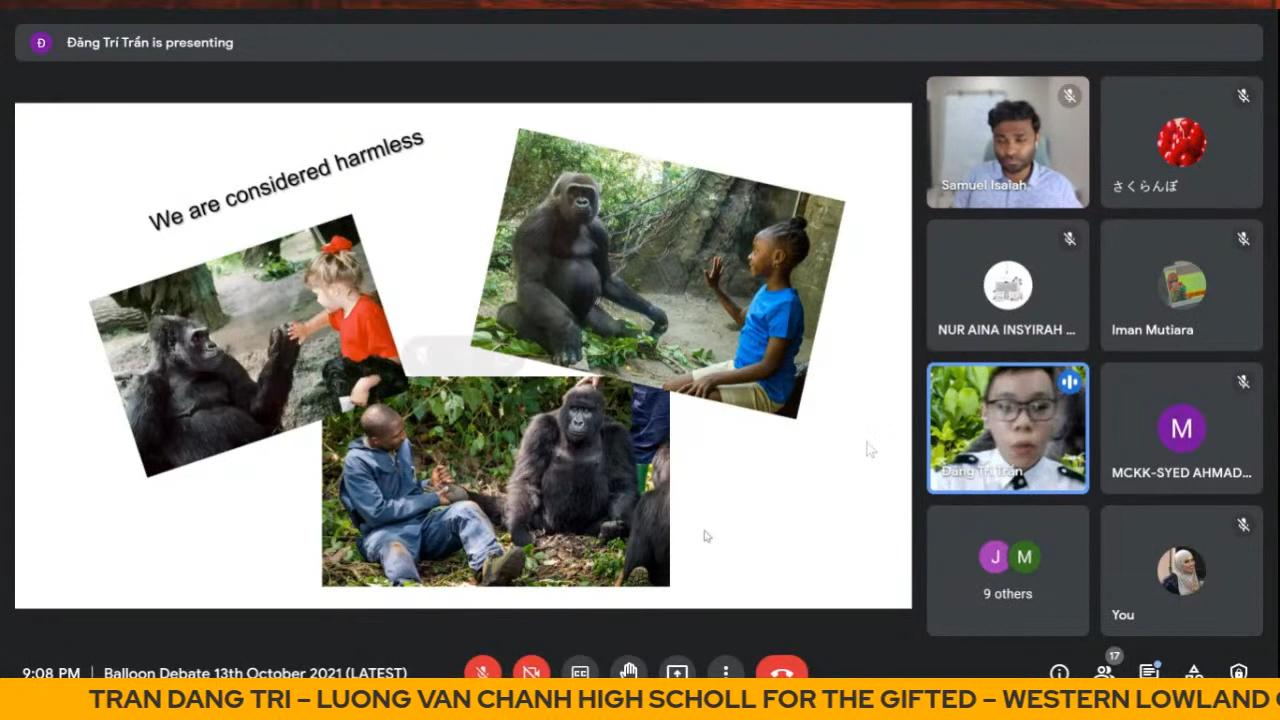 Đ Đăng Trí Trần is presenting
We are considered harmless
Samuel Isaiah
さくらんぼ
NUR AINA INSYIRAH ...
Iman Mutiara
Đăng Trí Trần
M
MCKK-SYED AHMAD...
J M
9 others
You
9:08 PM | Balloon Debate 13th October 2021 (LATEST)
17
TRAN DANG TRI – LUONG VAN CHANH HIGH SCHOLL FOR THE GIFTED – WESTERN LOWLAND